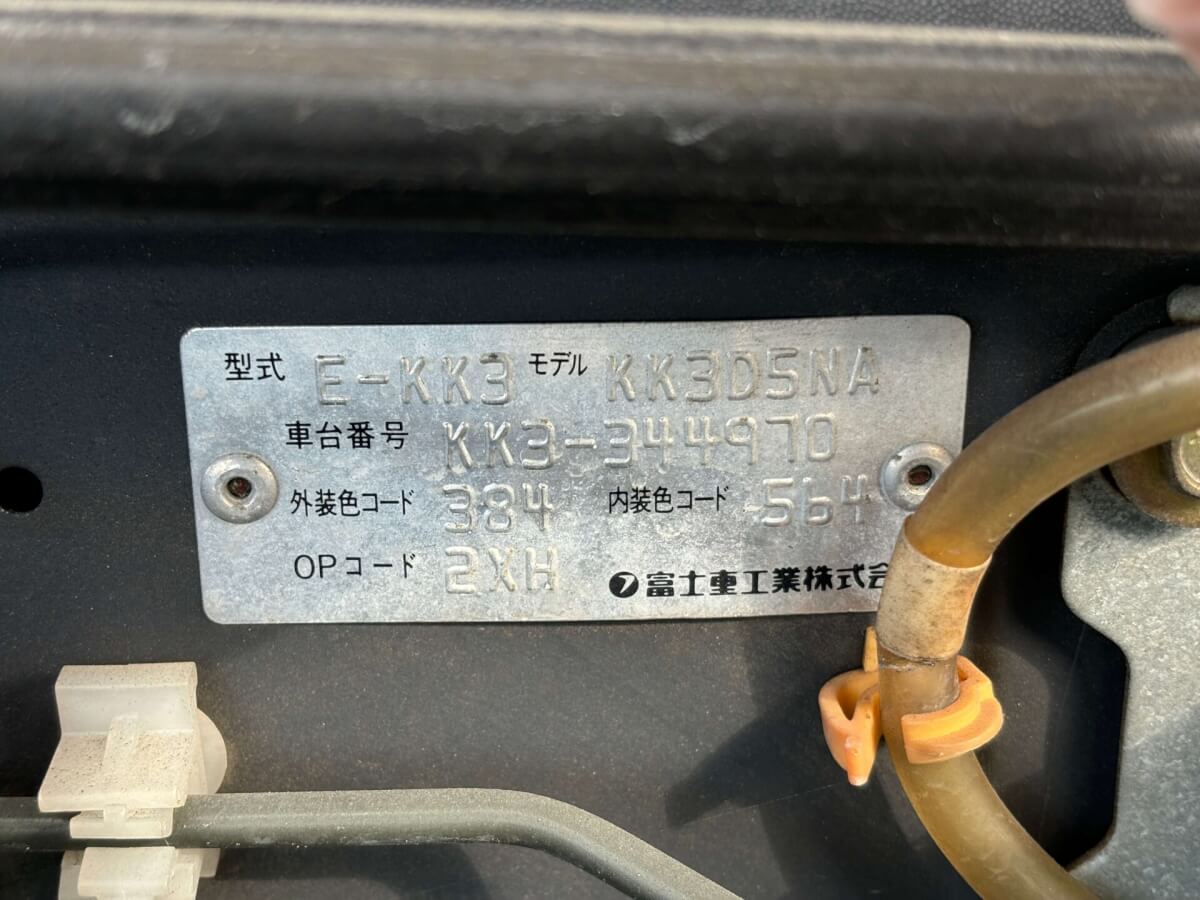 型式 E-KK3 モデル KK3D5NA
車台番号 KK3-344970
外装色コード 384 内装色コード 564
OPコード 2XH
フ 富士重工業株式会